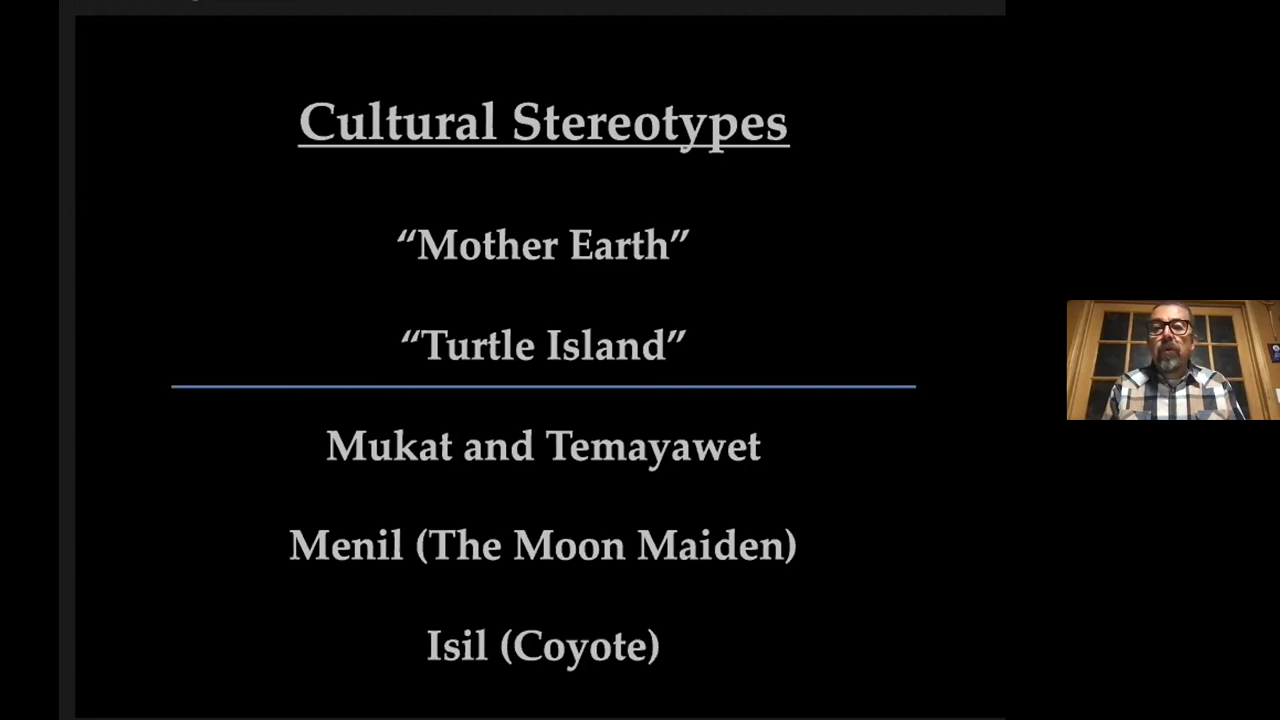 Cultural Stereotypes
“Mother Earth”
“Turtle Island”
Mukat and Temayawet
Menil (The Moon Maiden)
Isil (Coyote)